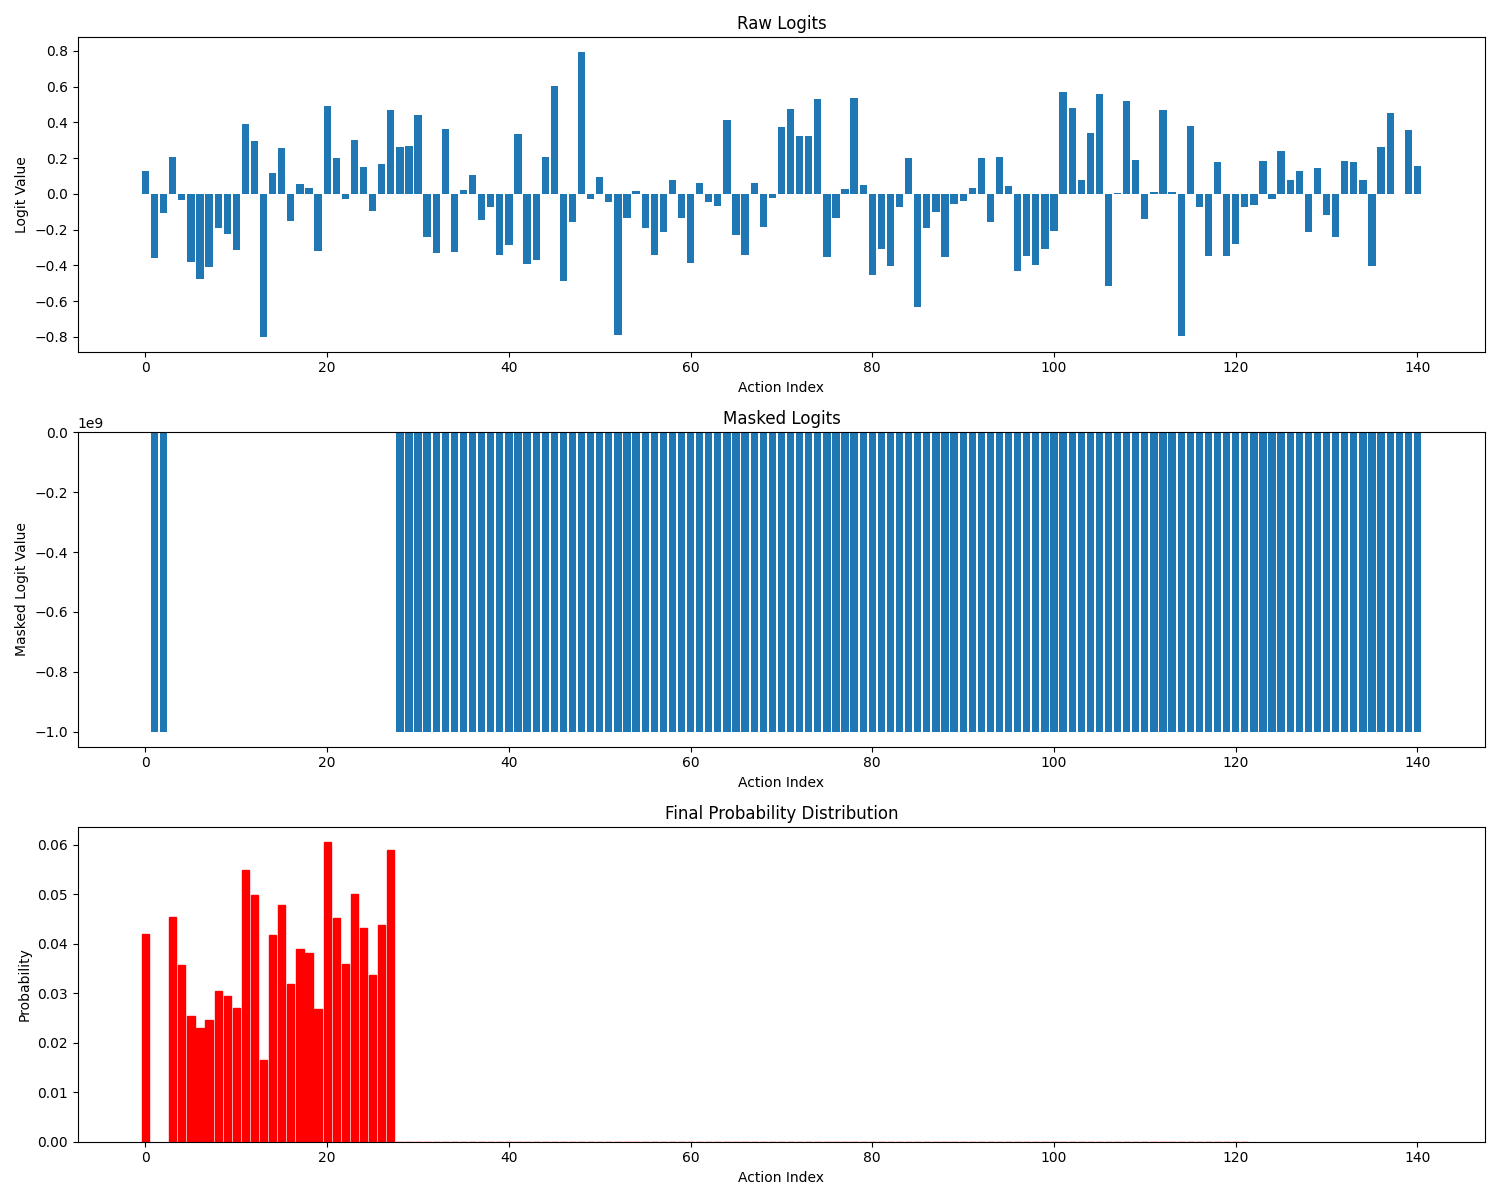 Raw Logits
0.8
0.6
0.4
0.2
0.0
−0.2
−0.4
−0.6
−0.8
Logit Value
0 20 40 60 80 100 120 140
Action Index
Masked Logits
1e9
0.0
−0.2
−0.4
−0.6
−0.8
−1.0
Masked Logit Value
0 20 40 60 80 100 120 140
Action Index
Final Probability Distribution
0.06
0.05
0.04
0.03
0.02
0.01
0.00
Probability
0 20 40 60 80 100 120 140
Action Index